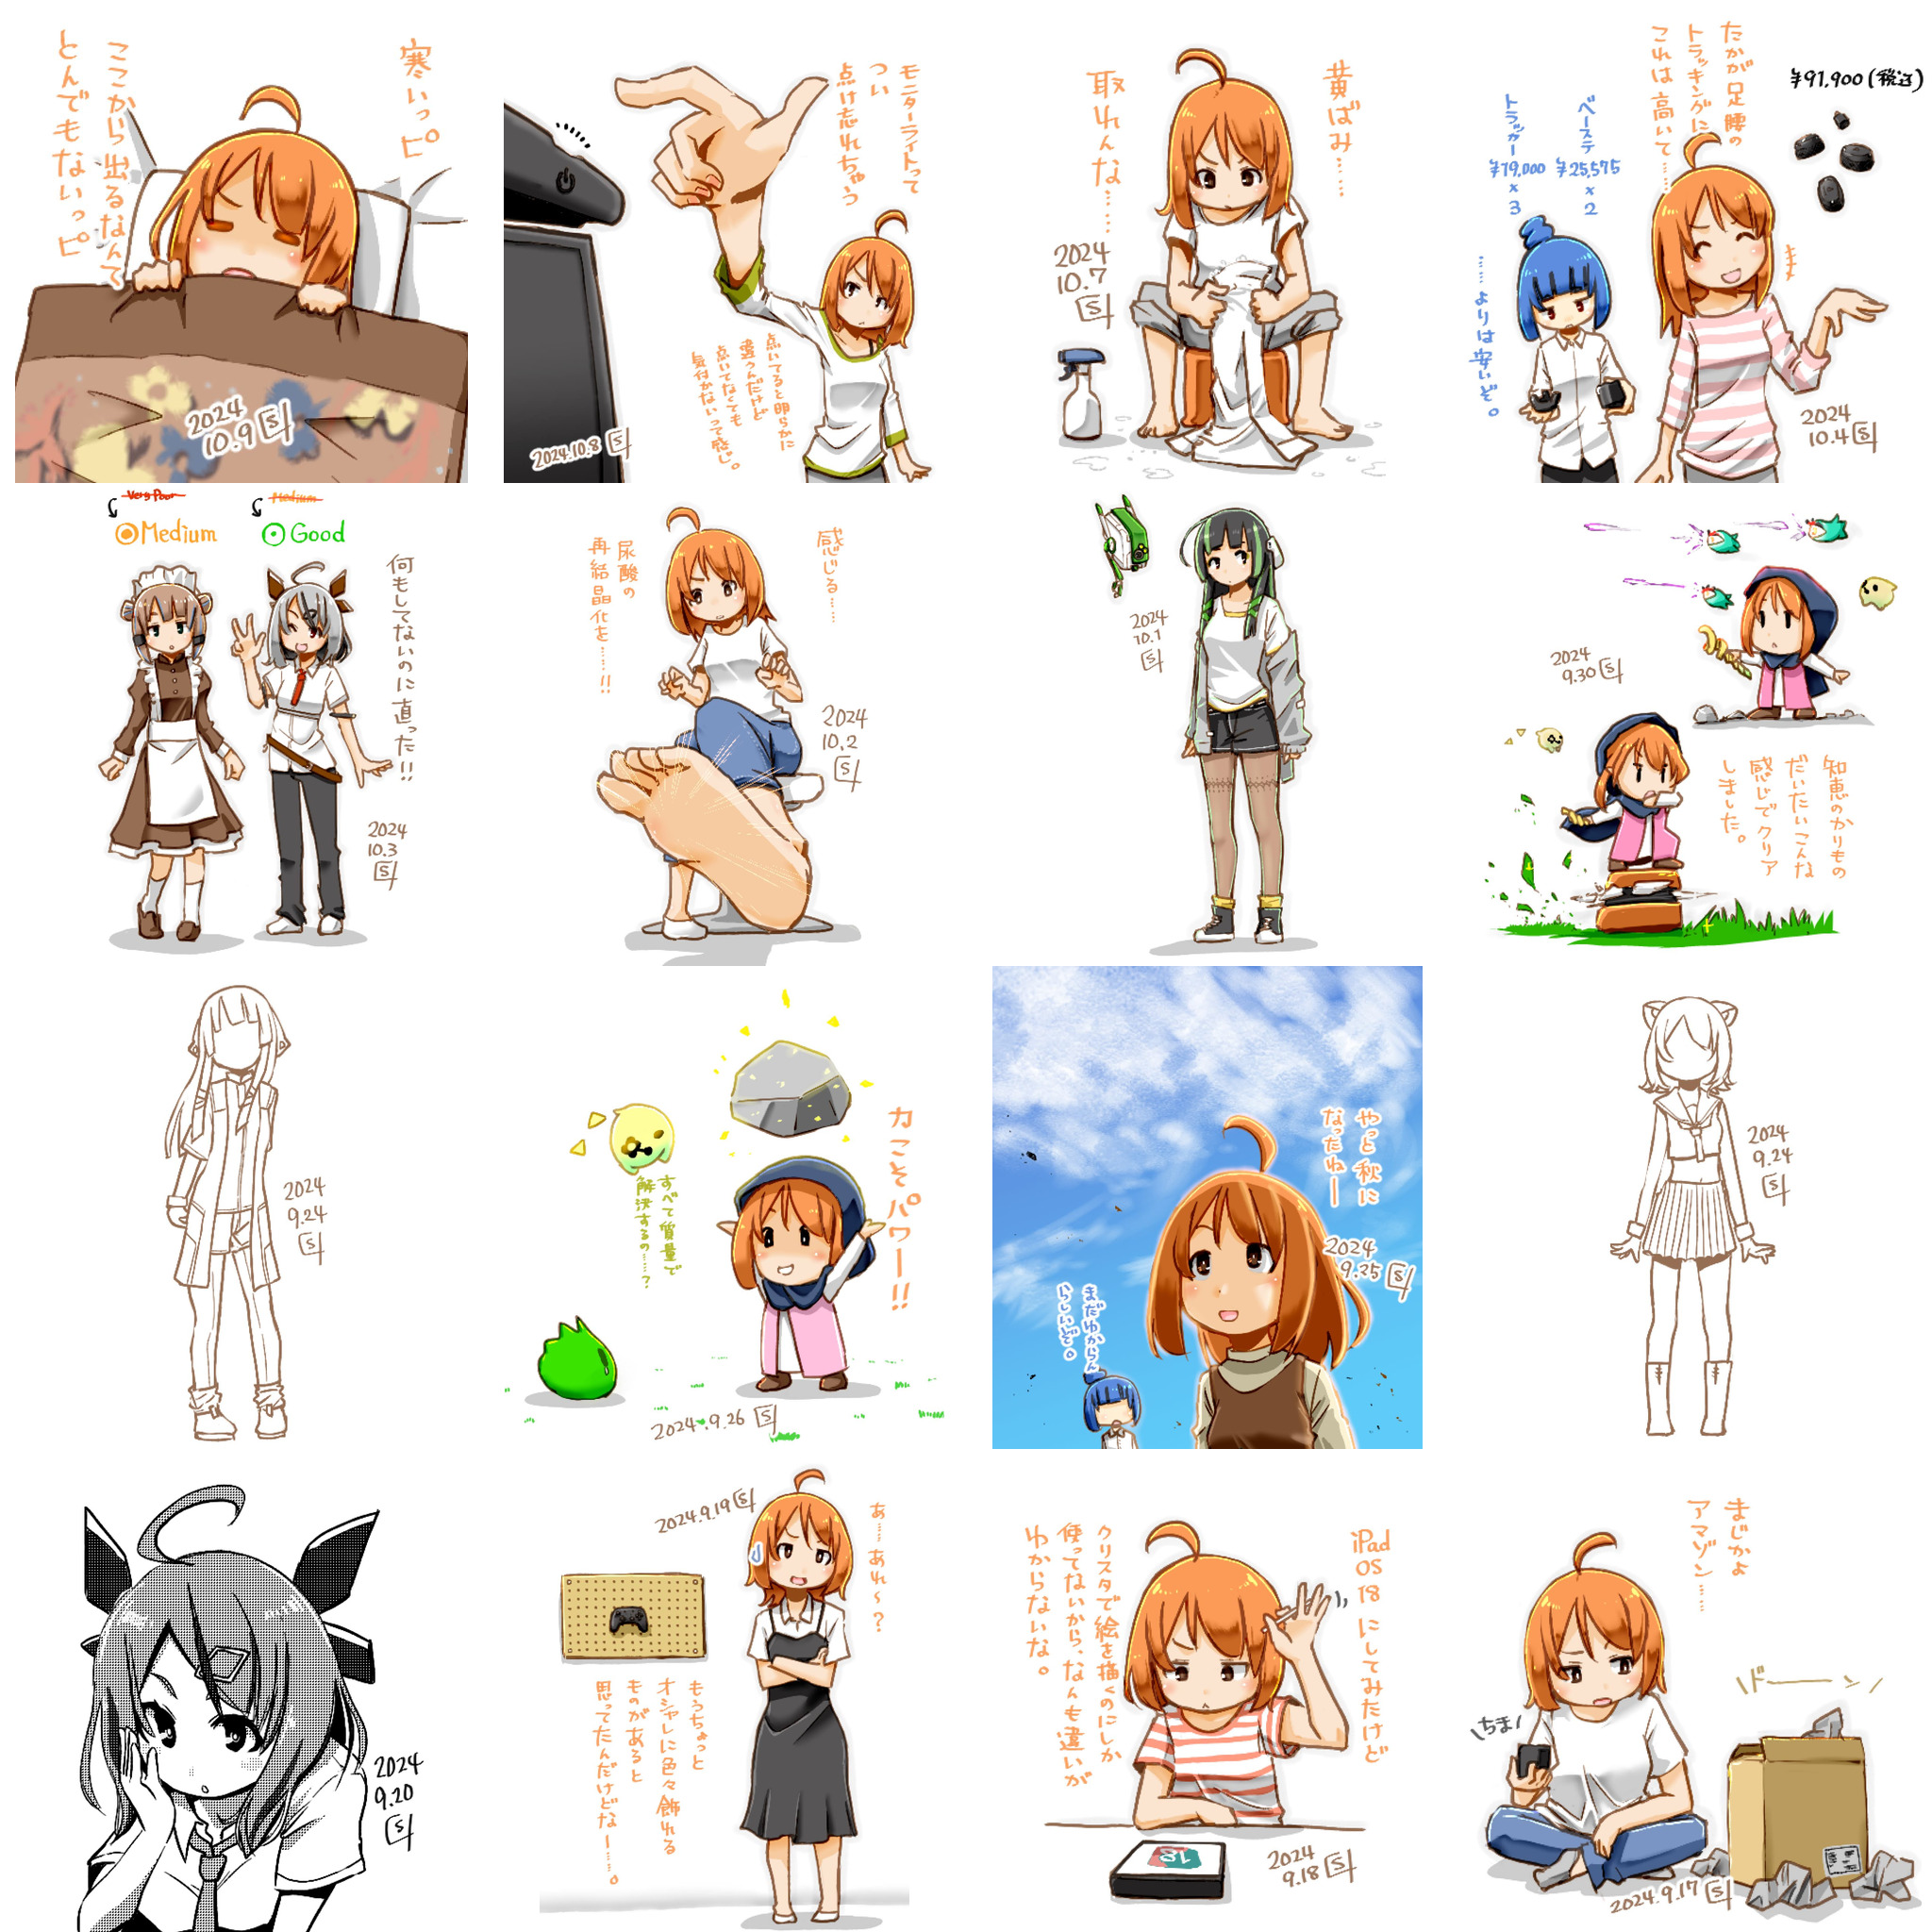 寒いっピ
ここから出るなんて
とんでもないっピ
2024
10.9
モニターライトって
つい
点け忘れちゃう
点いてると明らかに
違うんだけど
点いてなくても
気付かないって感じ。
2024.10.8
黄ばみ……
取れんな……
2024
10.7
たかが足腰の
トラッキングに
これは高いて……
¥91,900(税込)
ベーステ
¥25,575
x
2
トラッカー
¥19,000
x
3
……よりは安いぞ。
2024
10.4
Very Poor
Medium
Medium
Good
何もしてないのに直った!!
2024
10.3
感じる……
尿酸の
再結晶化を……!!
2024
10.2
2024
10.1
2024
9.30
知恵のかりもの
だいたいこんな
感じでクリア
しました。
2024
9.24
力こそパワー!!
すべて質量で
解決するの……?
2024.9.26
やっと秋に
なったねー
2024
9.25
まだゆからん
らしいぞ。
2024
9.24
2024
9.20
2024.9.19
あ……あれ〜?
もうちょっと
オシャレに色々飾れる
ものがあると
思ってたんだけどなー……。
iPad
OS
18にしてみたけど
クリスタで絵を描くのにしか
使ってないから、なんも違いが
わからないな。
18
2024
9.18
まじかよ
アマゾン……
ちま
ドーーン
2024.9.17